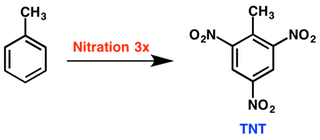 CH₃
Nitration 3x
CH₃
O₂N
NO₂
NO₂
TNT